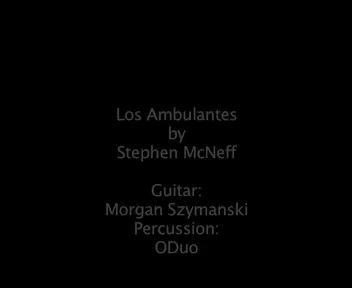 Los Ambulantes
by
Stephen McNeff
Guitar:
Morgan Szymanski
Percussion:
ODuo